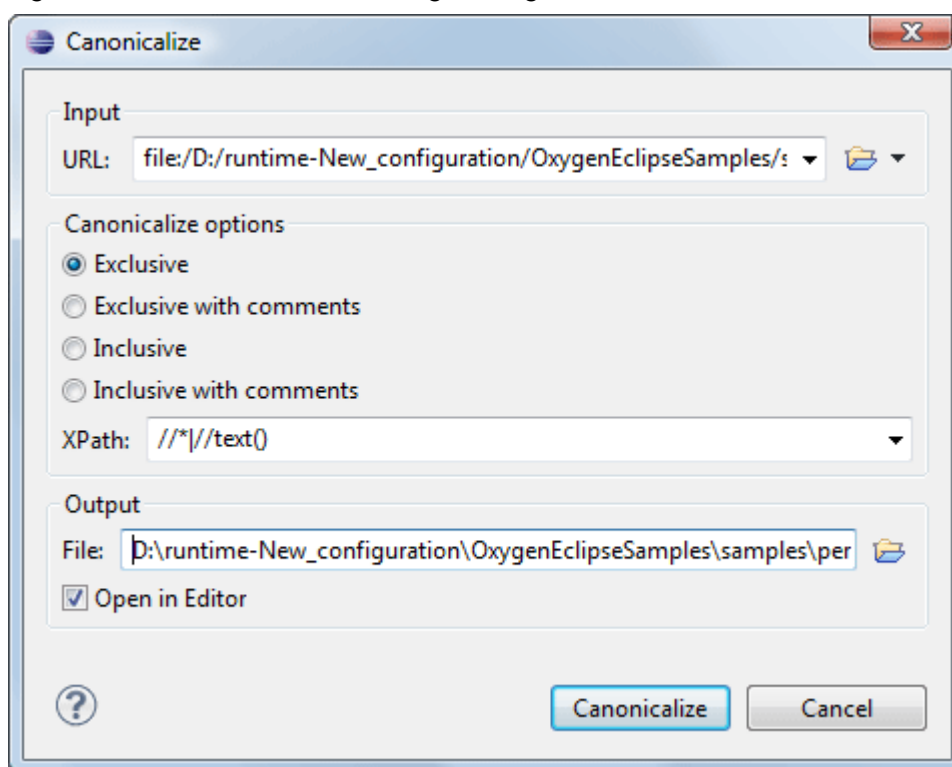 Canonicalize
Input
URL: file:/D:/runtime-New_configuration/OxygenEclipseSamples/s
Canonicalize options
Exclusive
Exclusive with comments
Inclusive
Inclusive with comments
XPath: //*|//text()
Output
File: D:\runtime-New_configuration\OxygenEclipseSamples\samples\per
Open in Editor
? Canonicalize Cancel